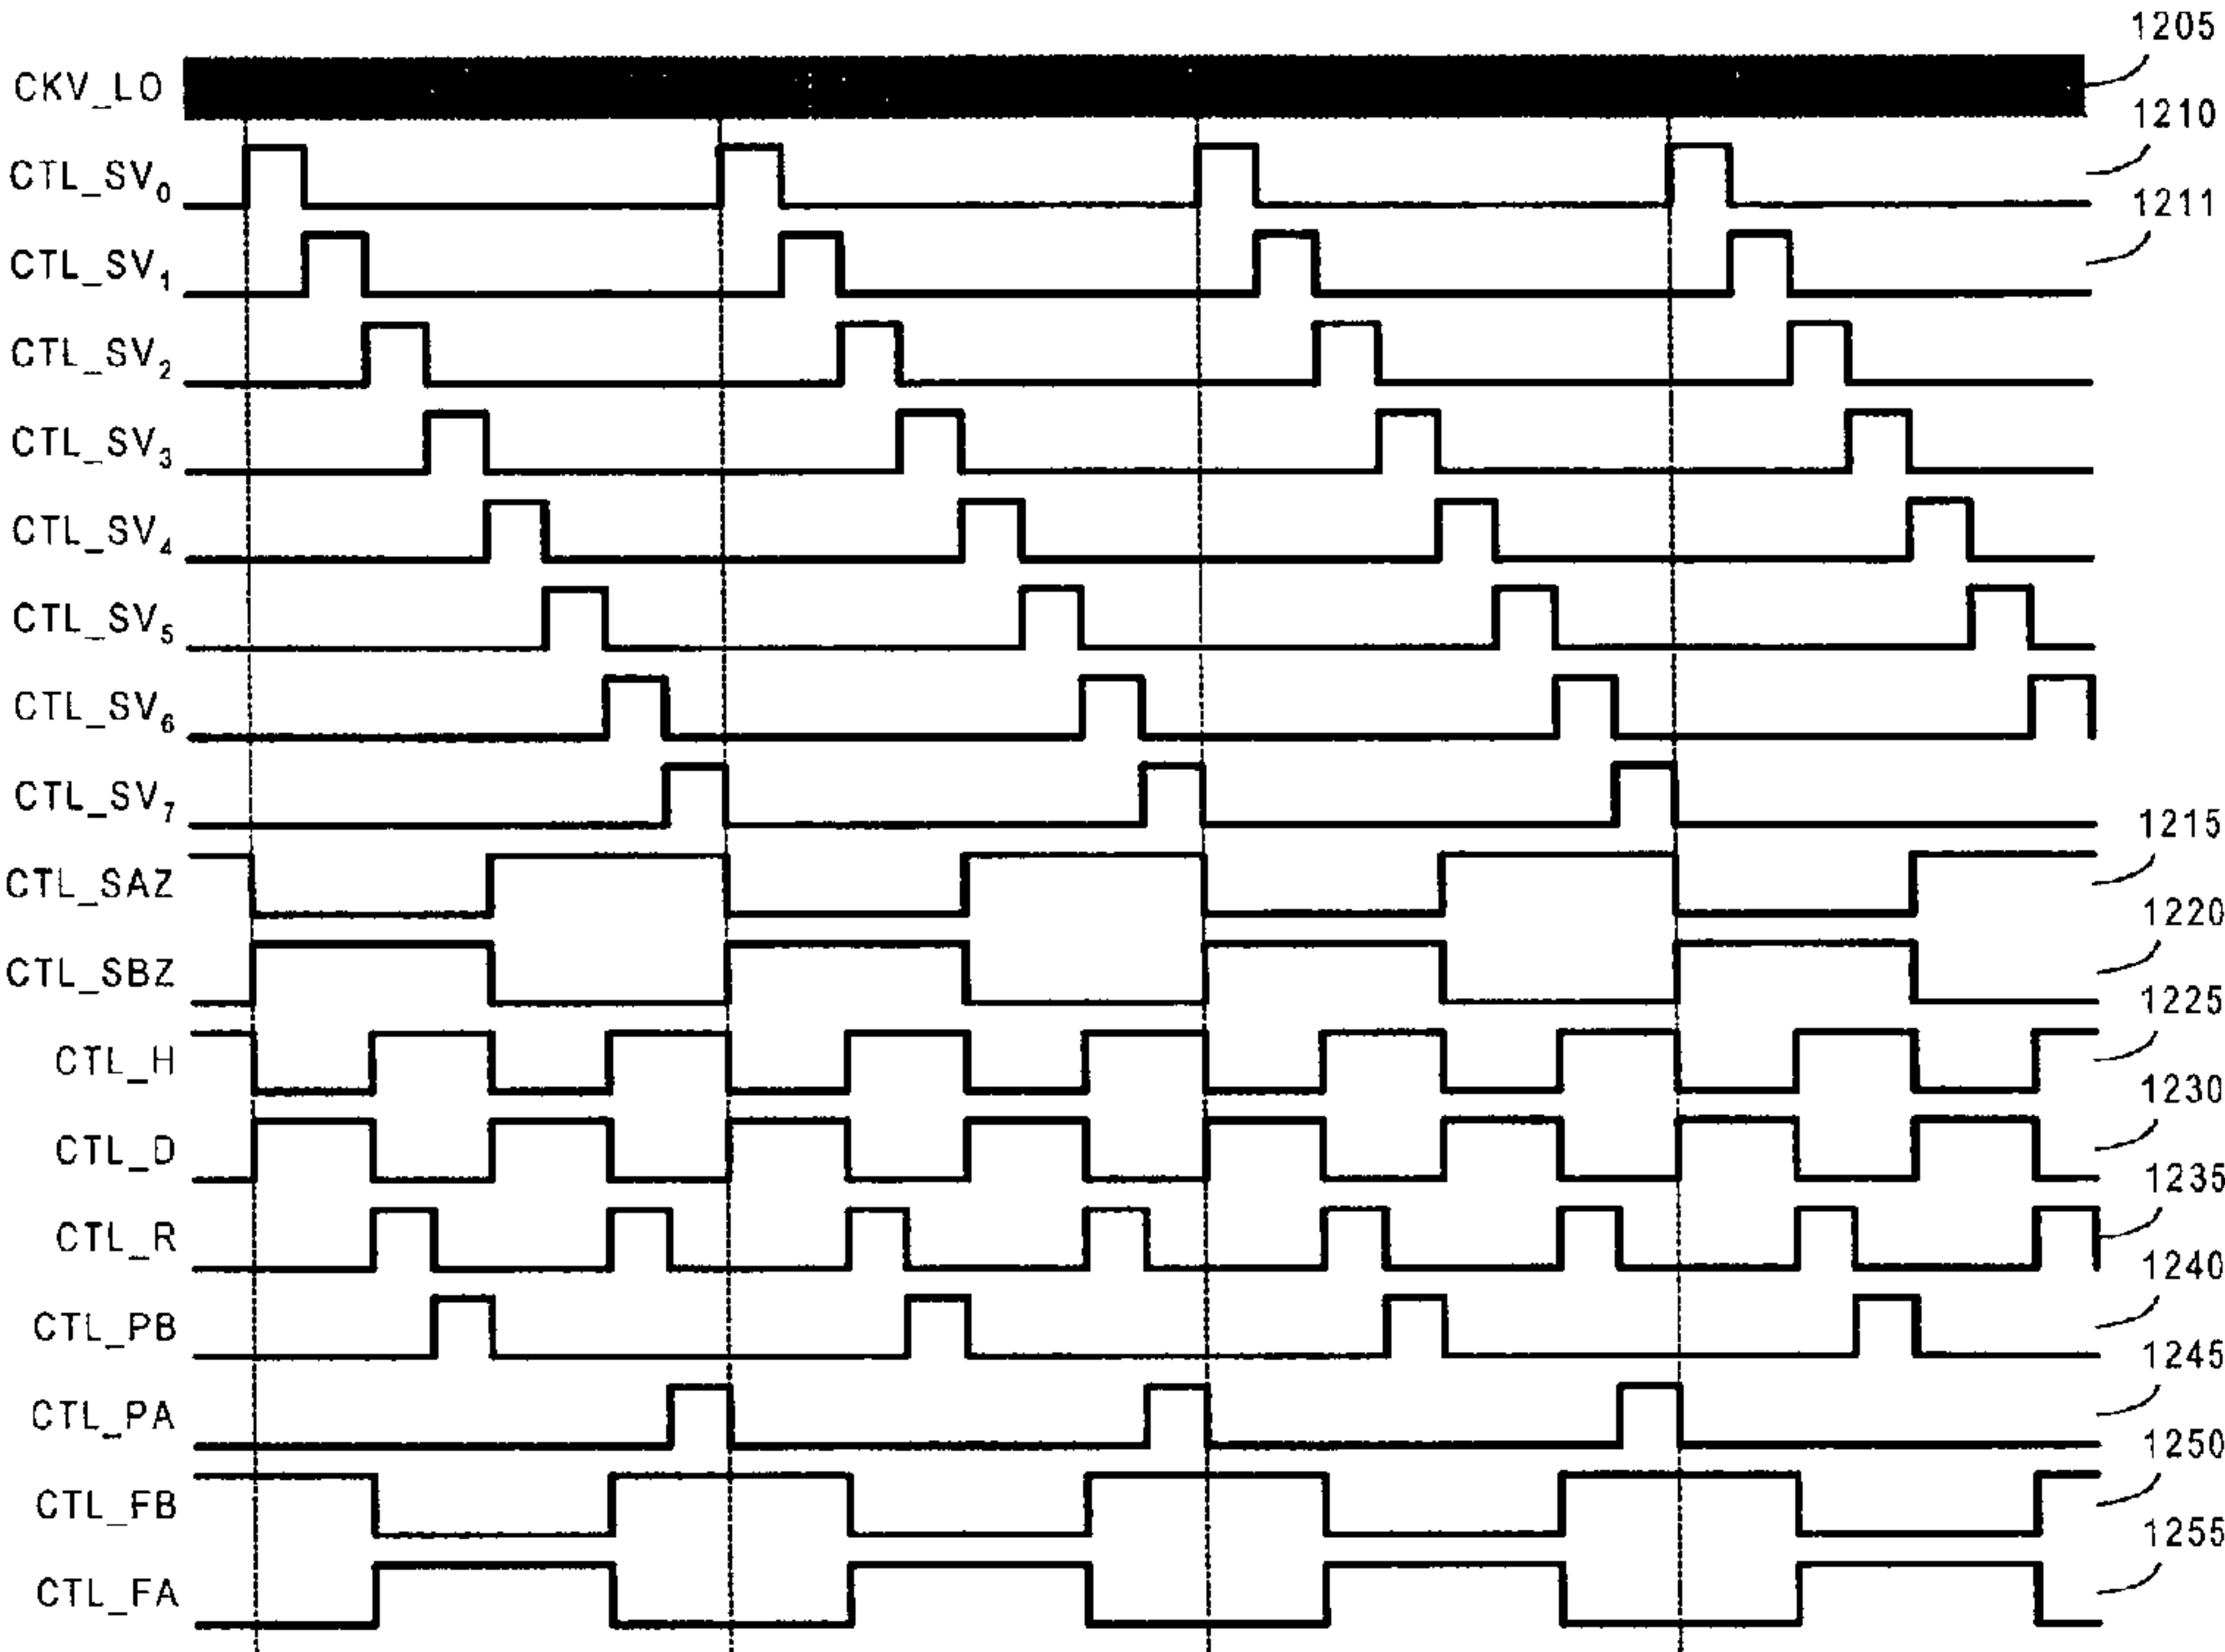 1205
CKV_LO
1210
CTL_SV₀
1211
CTL_SV₁
CTL_SV₂
CTL_SV₃
CTL_SV₄
CTL_SV₅
CTL_SV₆
CTL_SV₇
1215
CTL_SAZ
1220
CTL_SBZ
1225
CTL_H
1230
CTL_D
1235
CTL_R
1240
CTL_PB
1245
CTL_PA
1250
CTL_FB
1255
CTL_FA